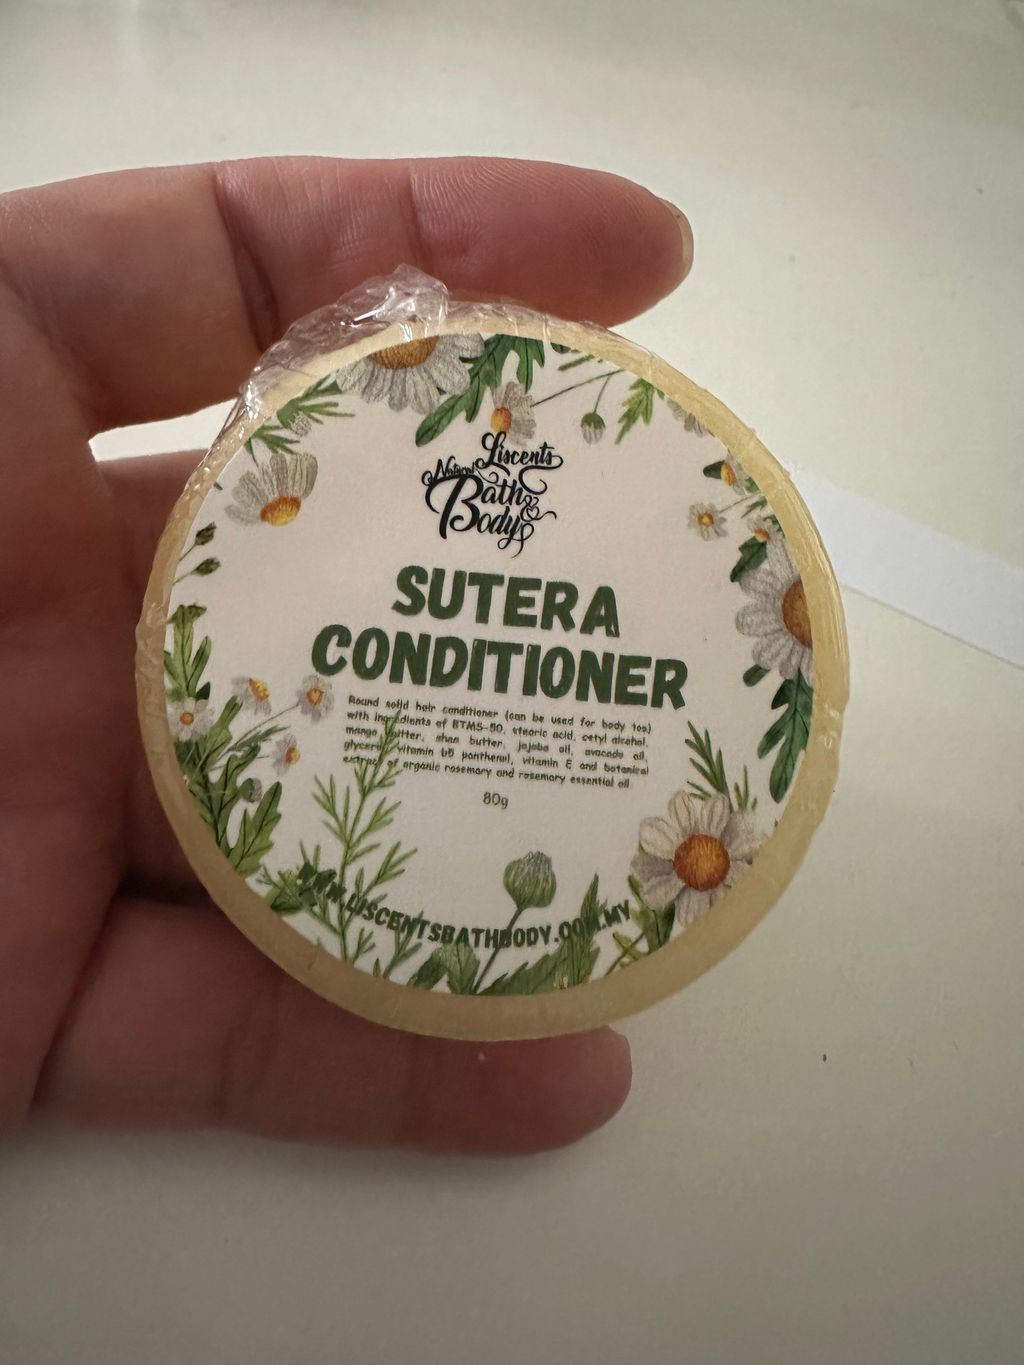 Liscents
Natural
Bath &
Body
SUTERA
CONDITIONER
Round solid hair conditioner (can be used for body too)
with ingredients of BTMS-50, stearic acid, cetyl alcohol,
mango butter, shea butter, jojoba oil, avocado oil,
glycerin, vitamin b5 panthenol, vitamin E and botanical
extract of organic rosemary and rosemary essential oil
80g
WWW.LISCENTSBATHBODY.COM.MY